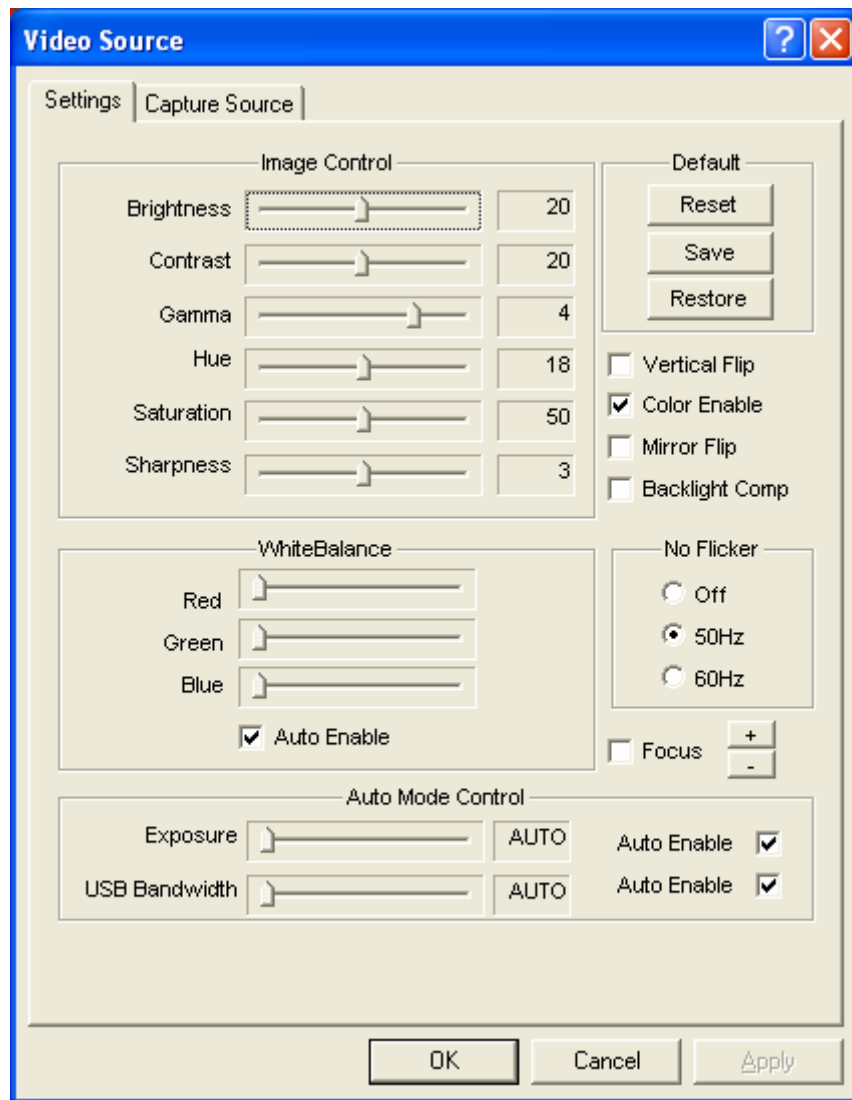 Video Source
Settings
Capture Source
Image Control
Brightness 20
Contrast 20
Gamma 4
Hue 18
Saturation 50
Sharpness 3
Default
Reset
Save
Restore
Vertical Flip
Color Enable
Mirror Flip
Backlight Comp
WhiteBalance
Red
Green
Blue
Auto Enable
No Flicker
Off
50Hz
60Hz
Focus
+
-
Auto Mode Control
Exposure AUTO Auto Enable
USB Bandwidth AUTO Auto Enable
OK
Cancel
Apply